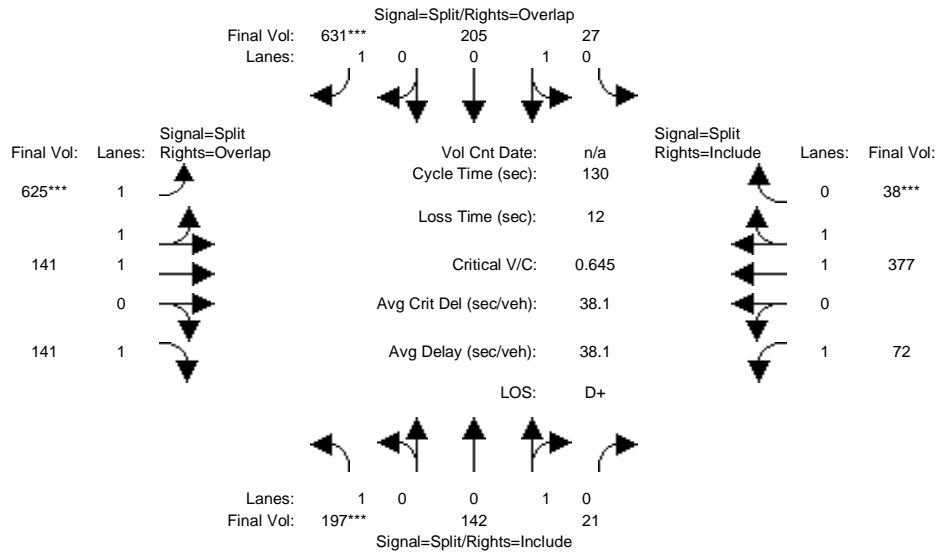 Signal=Split/Rights=Overlap
Final Vol: 631*** 205 27
Lanes: 1 0 0 1 0
Signal=Split
Final Vol: Lanes: Rights=Overlap
Vol Cnt Date: n/a
Cycle Time (sec): 130
Signal=Split
Rights=Include Lanes: Final Vol:
625*** 1
0 38***
Loss Time (sec): 12
1
1
141 1
Critical V/C: 0.645
1 377
0
Avg Crit Del (sec/veh): 38.1
0
141 1
Avg Delay (sec/veh): 38.1
1 72
LOS: D+
Lanes: 1 0 0 1 0
Final Vol: 197*** 142 21
Signal=Split/Rights=Include